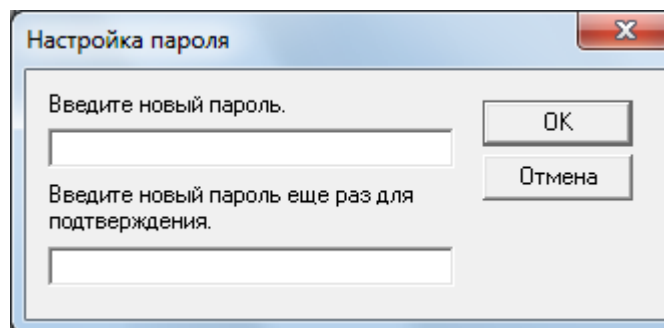 Настройка пароля
Введите новый пароль.
OK
Отмена
Введите новый пароль еще раз для
подтверждения.